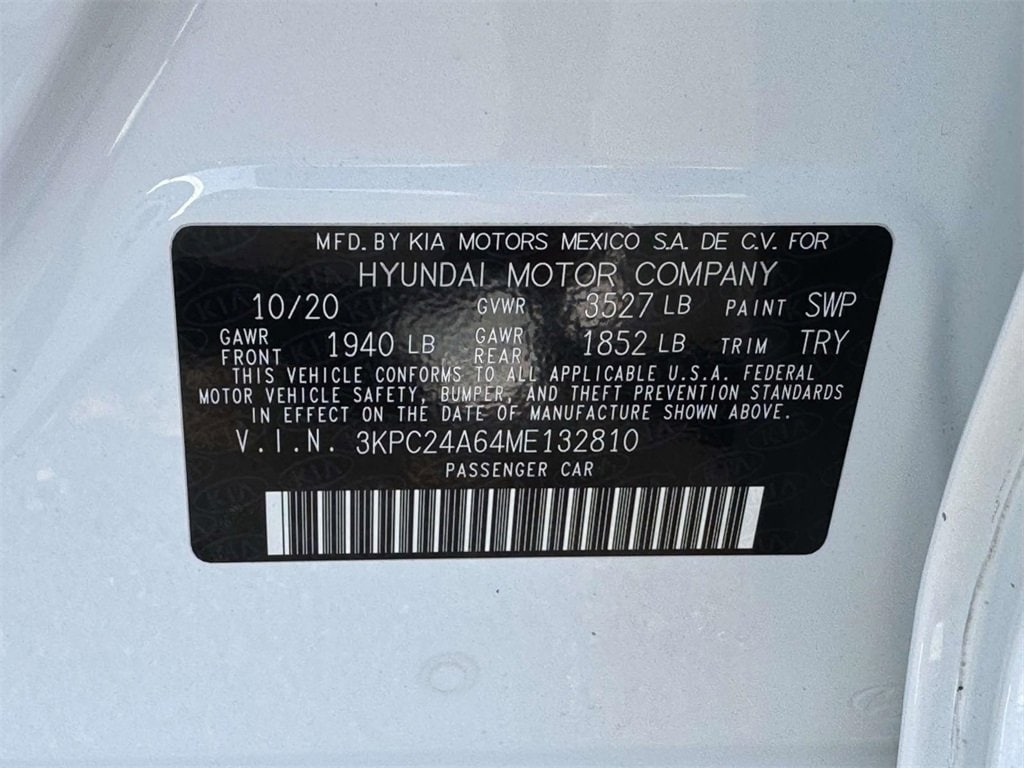 MFD. BY KIA MOTORS MEXICO S.A. DE C.V. FOR
HYUNDAI MOTOR COMPANY
10/20 GVWR 3527 LB PAINT SWP
GAWR FRONT 1940 LB GAWR REAR 1852 LB TRIM TRY
THIS VEHICLE CONFORMS TO ALL APPLICABLE U.S.A. FEDERAL
MOTOR VEHICLE SAFETY, BUMPER, AND THEFT PREVENTION STANDARDS
IN EFFECT ON THE DATE OF MANUFACTURE SHOWN ABOVE.
V.I.N. 3KPC24A64ME132810
PASSENGER CAR